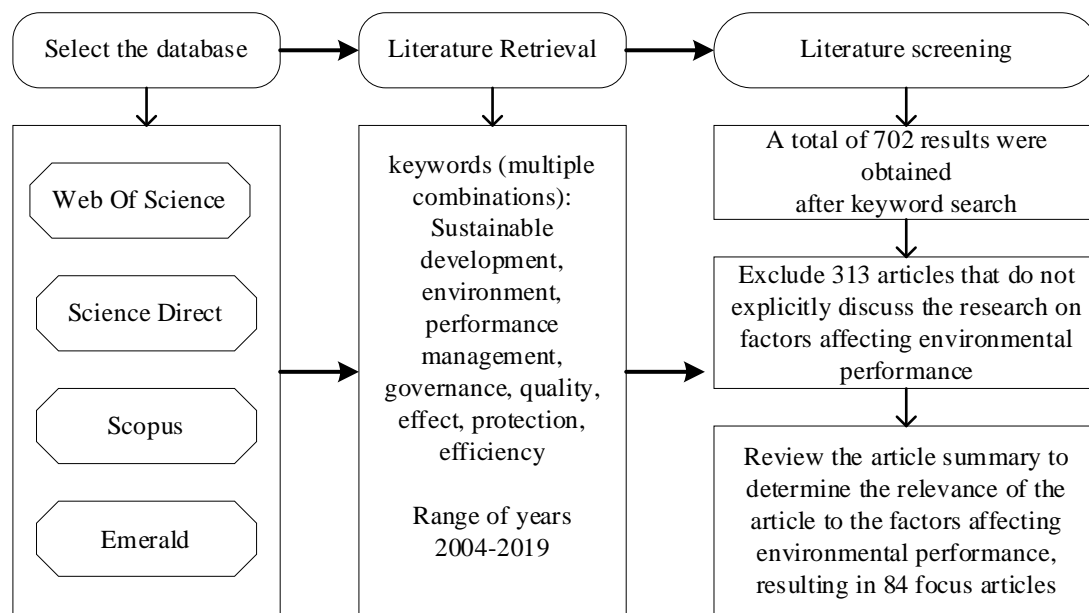 Select the database
Literature Retrieval
Literature screening
Web Of Science
Science Direct
Scopus
Emerald
keywords (multiple
combinations):
Sustainable
development,
environment,
performance
management,
governance, quality,
effect, protection,
efficiency
Range of years
2004-2019
A total of 702 results were
obtained
after keyword search
Exclude 313 articles that do not
explicitly discuss the research on
factors affecting environmental
performance
Review the article summary to
determine the relevance of the
article to the factors affecting
environmental performance,
resulting in 84 focus articles